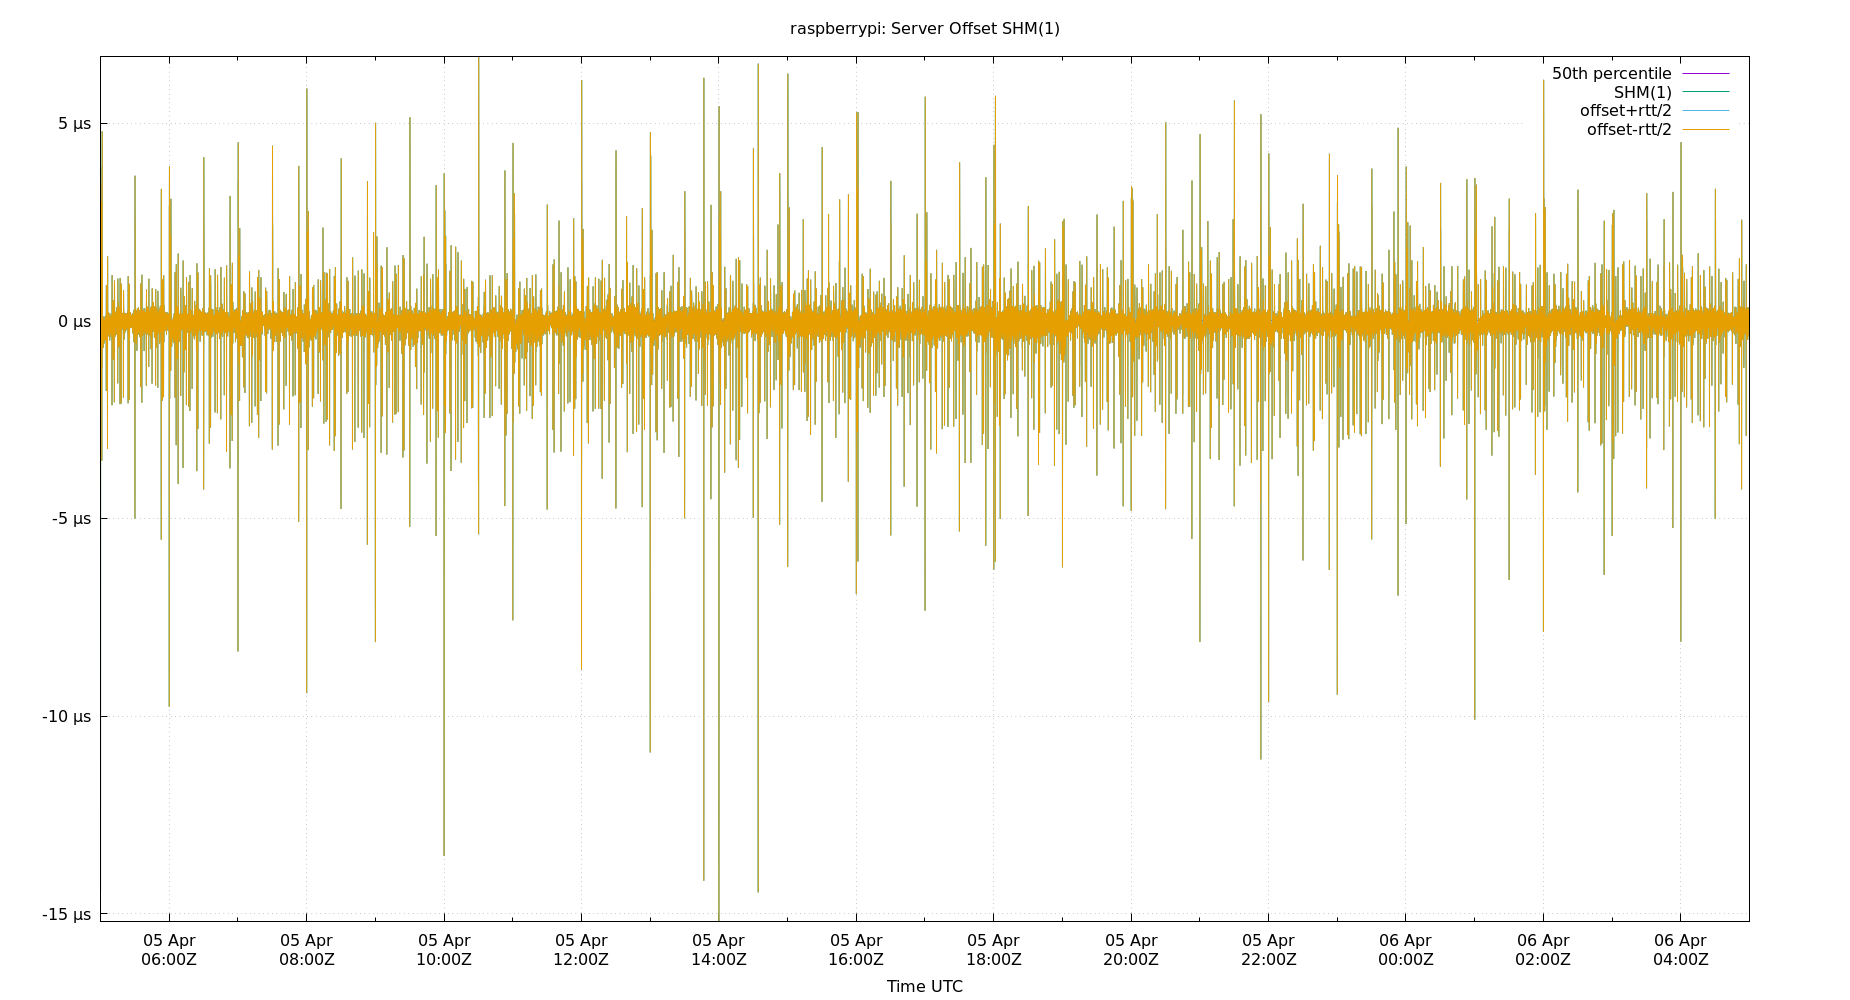 raspberrypi: Server Offset SHM(1)
50th percentile
SHM(1)
offset+rtt/2
offset-rtt/2
5 µs
0 µs
-5 µs
-10 µs
-15 µs
05 Apr 05 Apr 05 Apr 05 Apr 05 Apr 05 Apr 05 Apr 05 Apr 05 Apr 06 Apr 06 Apr 06 Apr
06:00Z 08:00Z 10:00Z 12:00Z 14:00Z 16:00Z 18:00Z 20:00Z 22:00Z 00:00Z 02:00Z 04:00Z
Time UTC